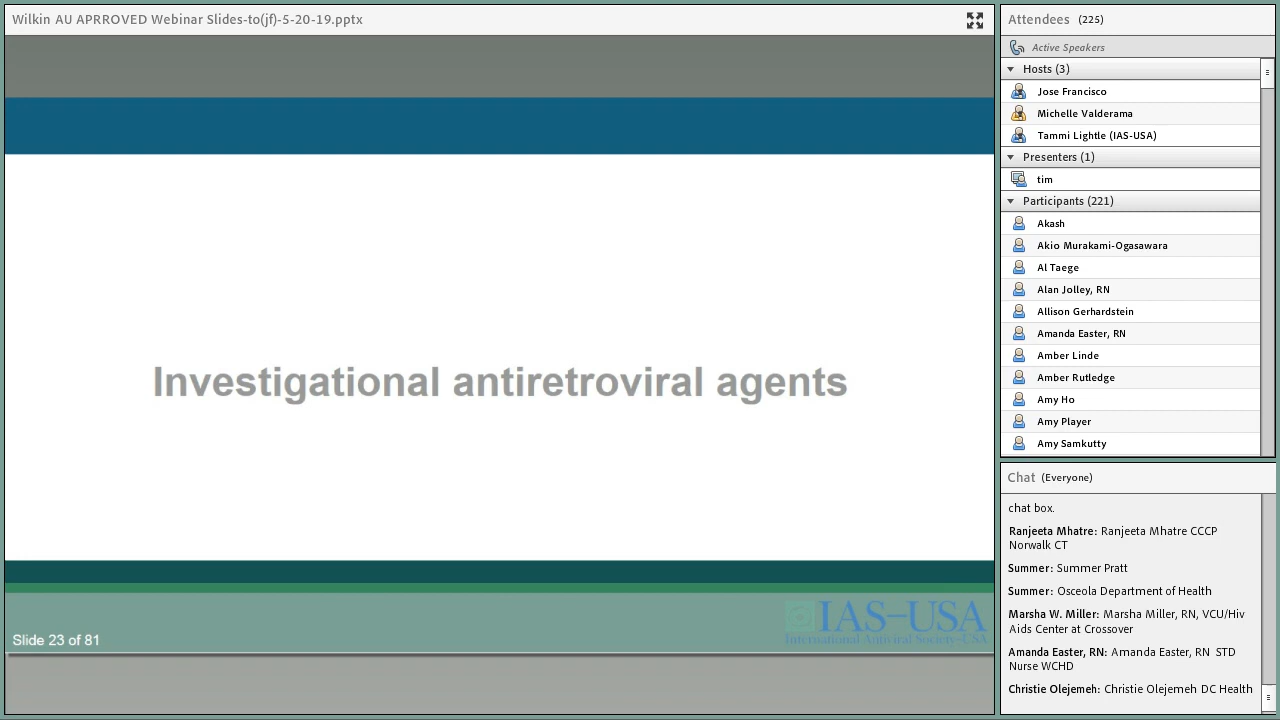 Wilkin AU APRROVED Webinar Slides-to(jf)-5-20-19.pptx
Investigational antiretroviral agents
IAS–USA
International Antiviral Society–USA
Slide 23 of 81
Attendees (225)
Active Speakers
Hosts (3)
Jose Francisco
Michelle Valderama
Tammi Lightle (IAS-USA)
Presenters (1)
tim
Participants (221)
Akash
Akio Murakami-Ogasawara
Al Taege
Alan Jolley, RN
Allison Gerhardstein
Amanda Easter, RN
Amber Linde
Amber Rutledge
Amy Ho
Amy Player
Amy Samkutty
Chat (Everyone)
chat box.
Ranjeeta Mhatre: Ranjeeta Mhatre CCCP
Norwalk CT
Summer: Summer Pratt
Summer: Osceola Department of Health
Marsha W. Miller: Marsha Miller, RN, VCU/Hiv
Aids Center at Crossover
Amanda Easter, RN: Amanda Easter, RN STD
Nurse WCHD
Christie Olejemeh: Christie Olejemeh DC Health